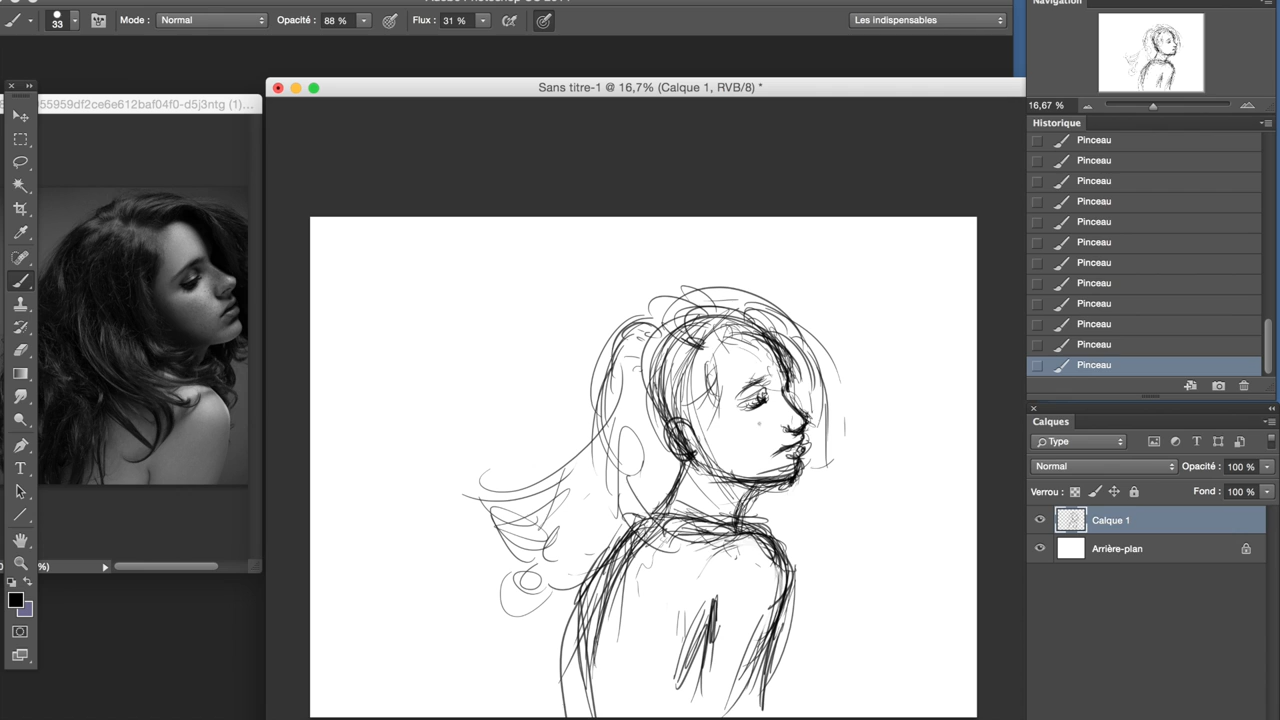 Navigation
33
Mode :
Normal
Opacité :
88 %
Flux :
31 %
Les indispensables
55959df2ce6e612baf04f0-d5j3ntg (1)...
Sans titre-1 @ 16,7% (Calque 1, RVB/8) *
16,67 %
Historique
Pinceau
Pinceau
Pinceau
Pinceau
Pinceau
Pinceau
Pinceau
Pinceau
Pinceau
Pinceau
Pinceau
Pinceau
Calques
Type
Normal
Opacité :
100 %
Verrou :
Fond :
100 %
Calque 1
Arrière-plan
%)